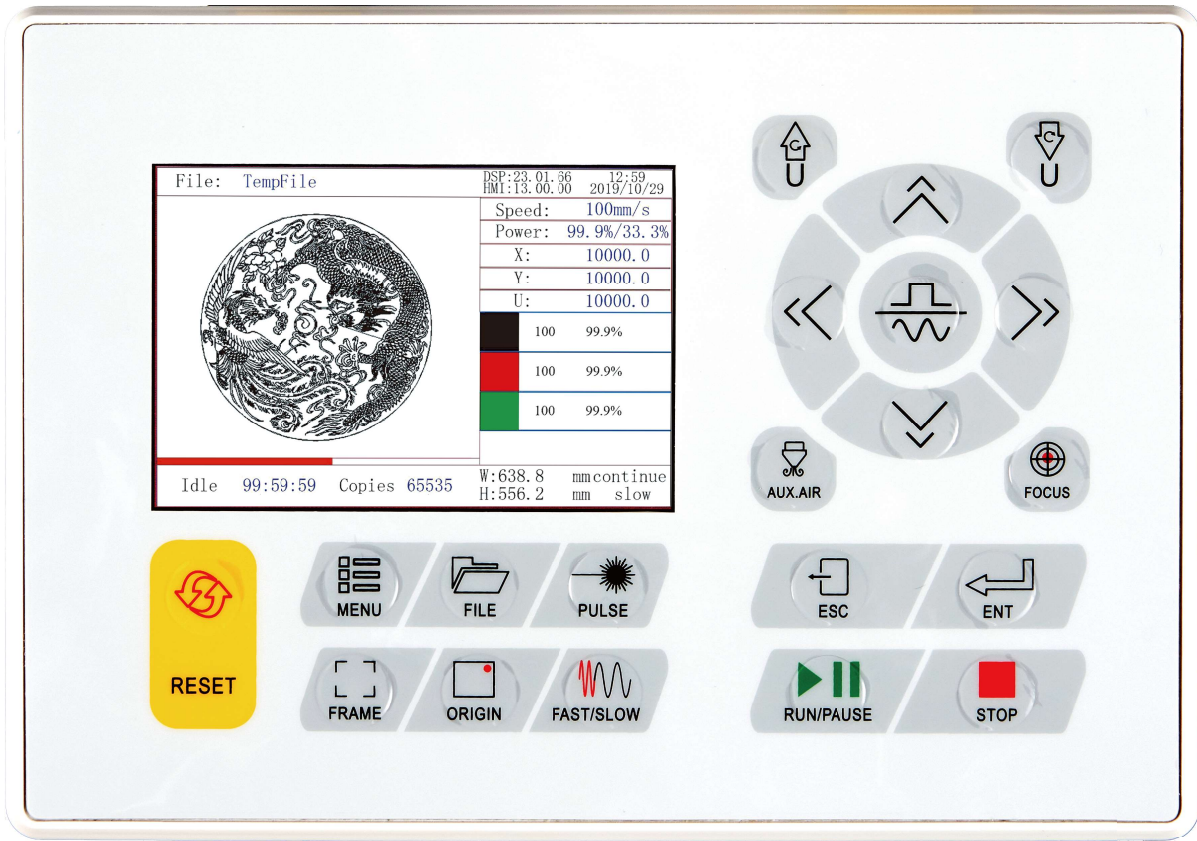 File: TempFile
DSP:23.01.66 12:59
HMI:13.00.00 2019/10/29
Speed: 100mm/s
Power: 99.9%/33.3%
X: 10000.0
Y: 10000.0
U: 10000.0
100 99.9%
100 99.9%
100 99.9%
Idle 99:59:59 Copies 65535
W:638.8 mm continue
H:556.2 mm slow
U
U
AUX.AIR
FOCUS
RESET
MENU
FILE
PULSE
ESC
ENT
FRAME
ORIGIN
FAST/SLOW
RUN/PAUSE
STOP